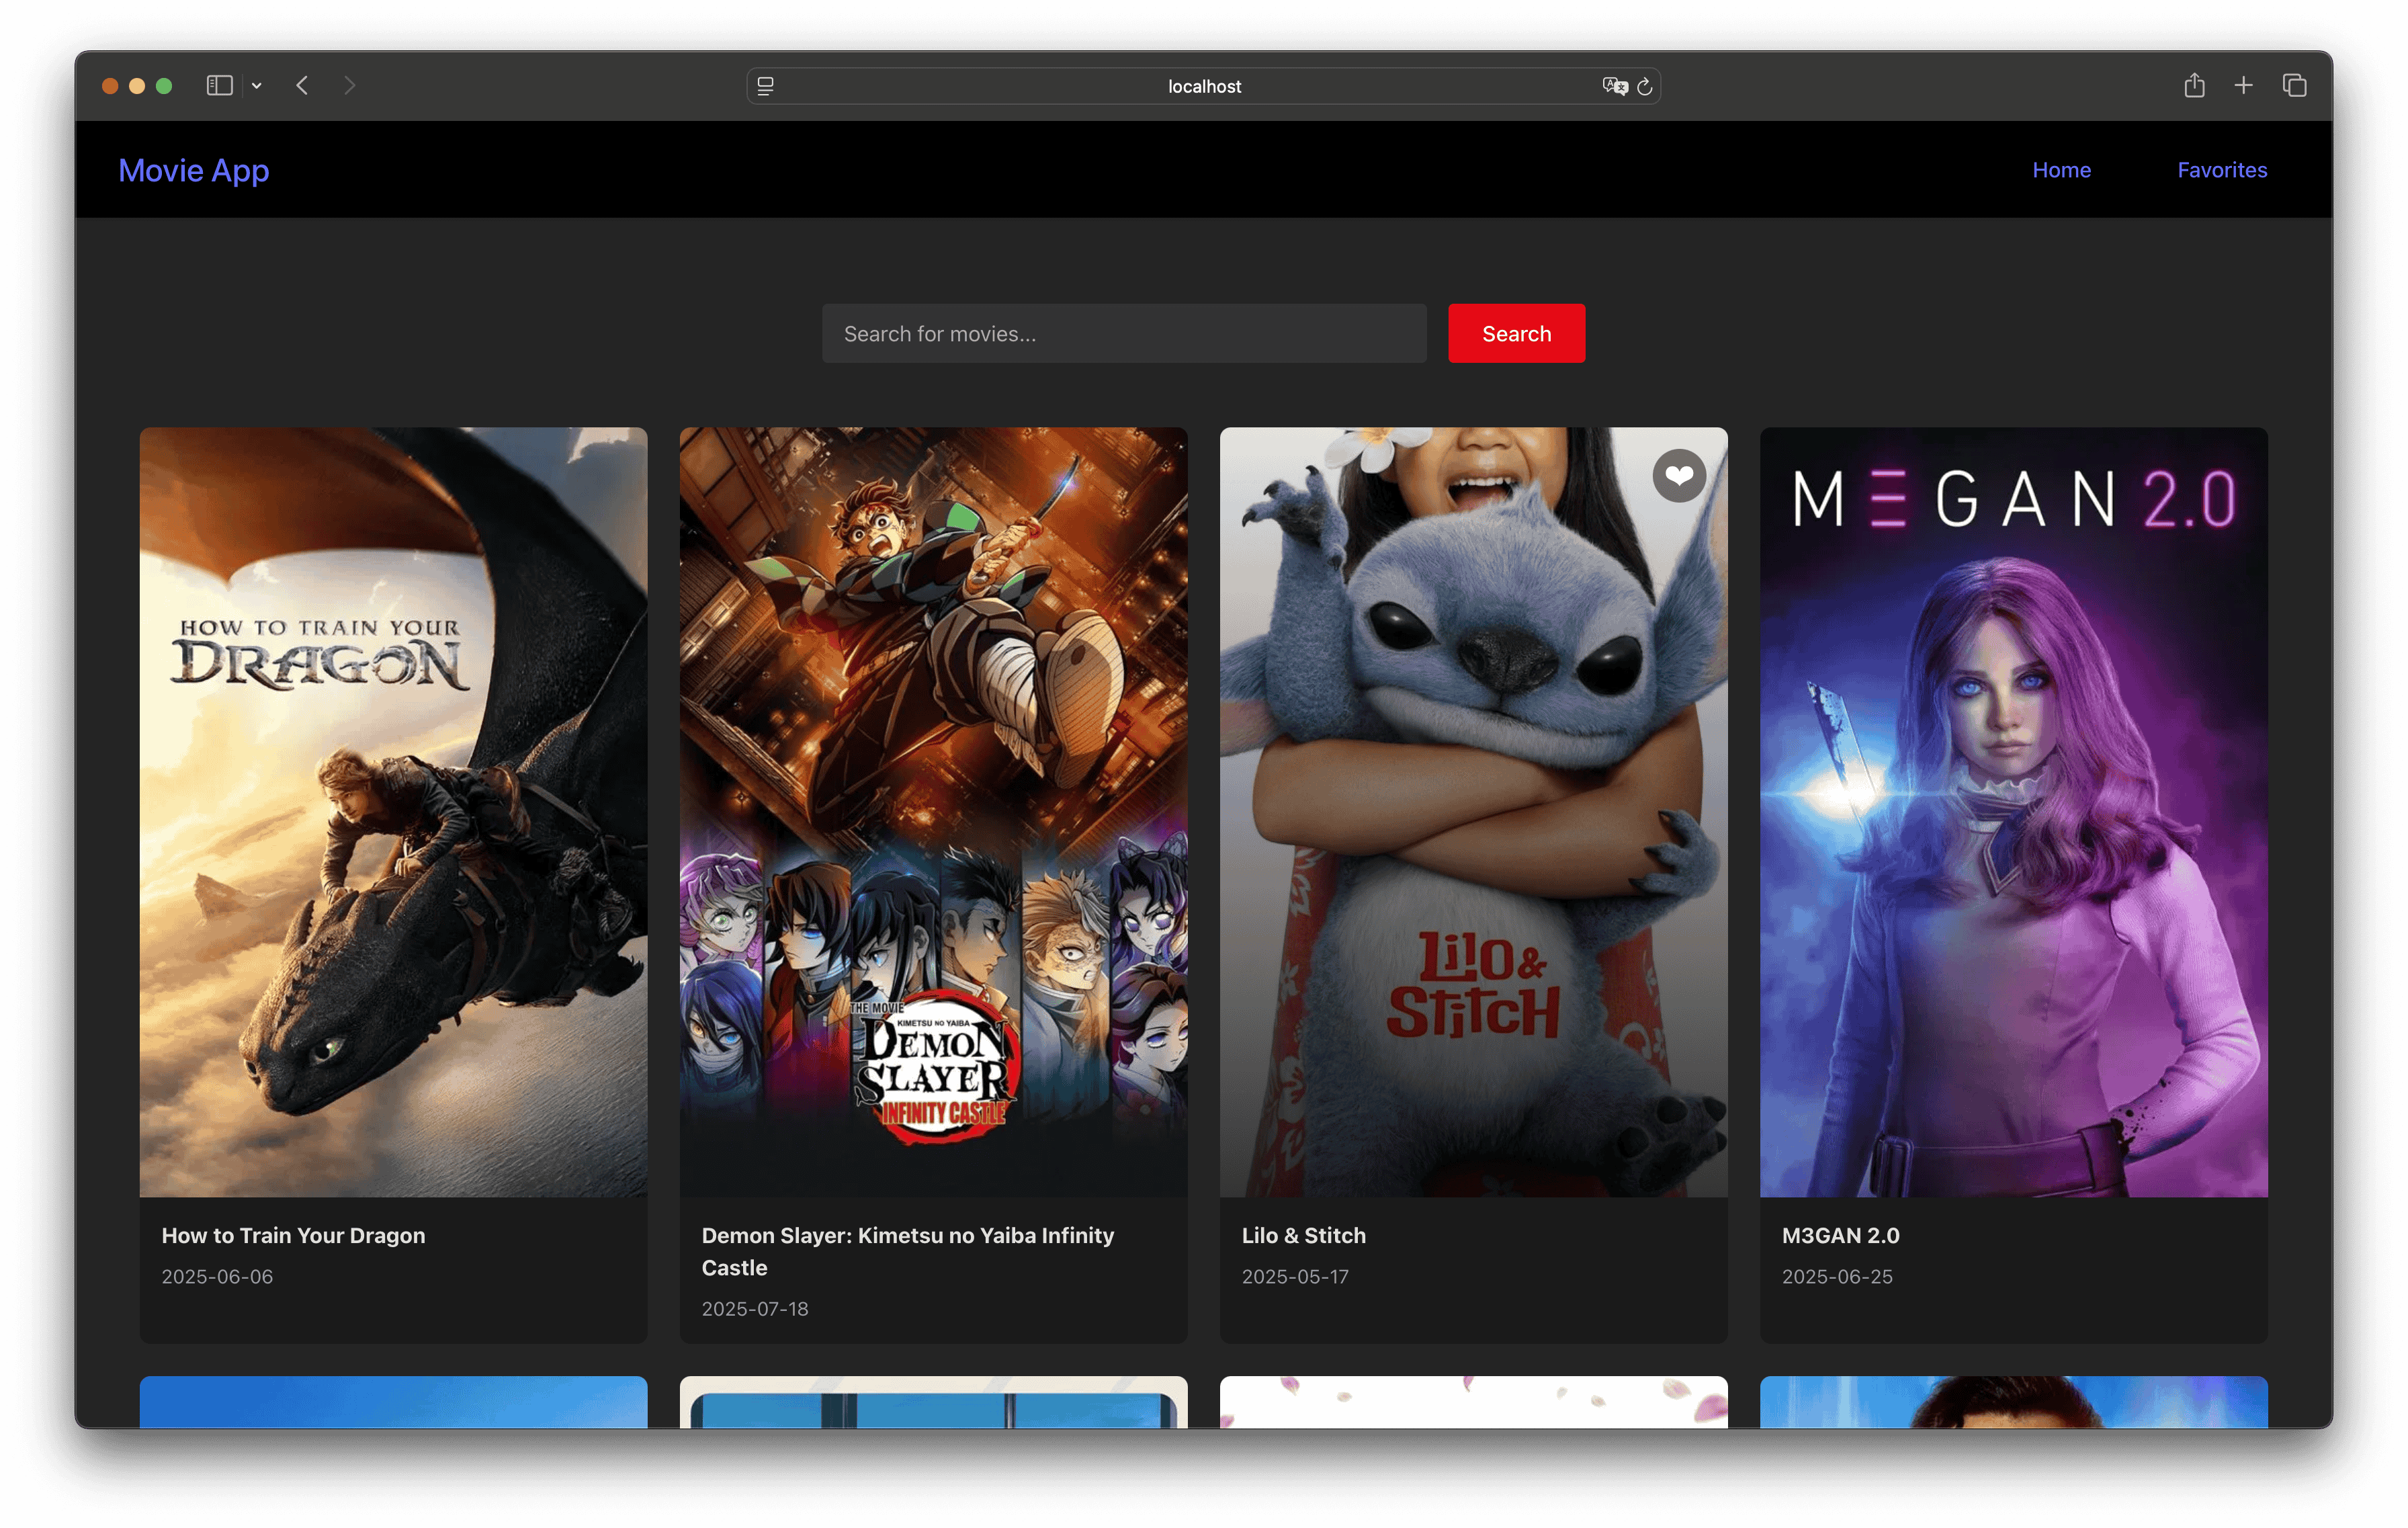 localhost
Movie App
Home
Favorites
Search for movies...
Search
HOW TO TRAIN YOUR
DRAGON
THE MOVIE
KIMETSU NO YAIBA
DEMON
SLAYER
INFINITY CASTLE
Lilo &
Stitch
M Ξ G A N 2.0
How to Train Your Dragon
2025-06-06
Demon Slayer: Kimetsu no Yaiba Infinity
Castle
2025-07-18
Lilo & Stitch
2025-05-17
M3GAN 2.0
2025-06-25